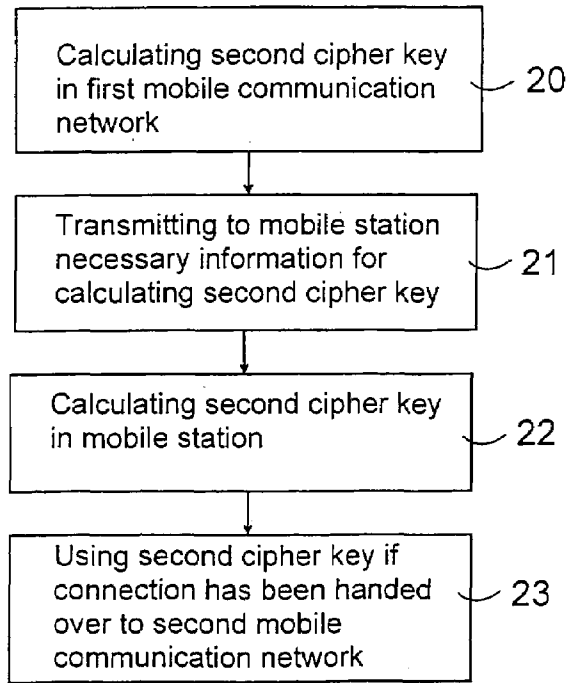 Calculating second cipher key
in first mobile communication
network
20
Transmitting to mobile station
necessary information for
calculating second cipher key
21
Calculating second cipher key
in mobile station
22
Using second cipher key if
connection has been handed
over to second mobile
communication network
23